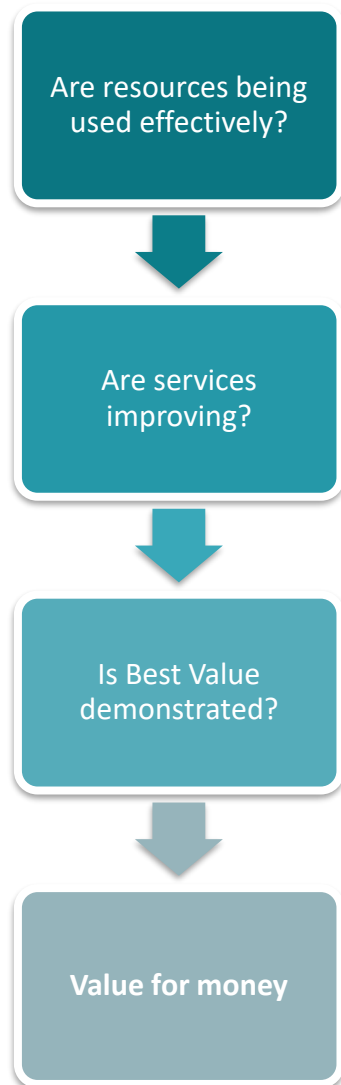 Are resources being
used effectively?
Are services
improving?
Is Best Value
demonstrated?
Value for money